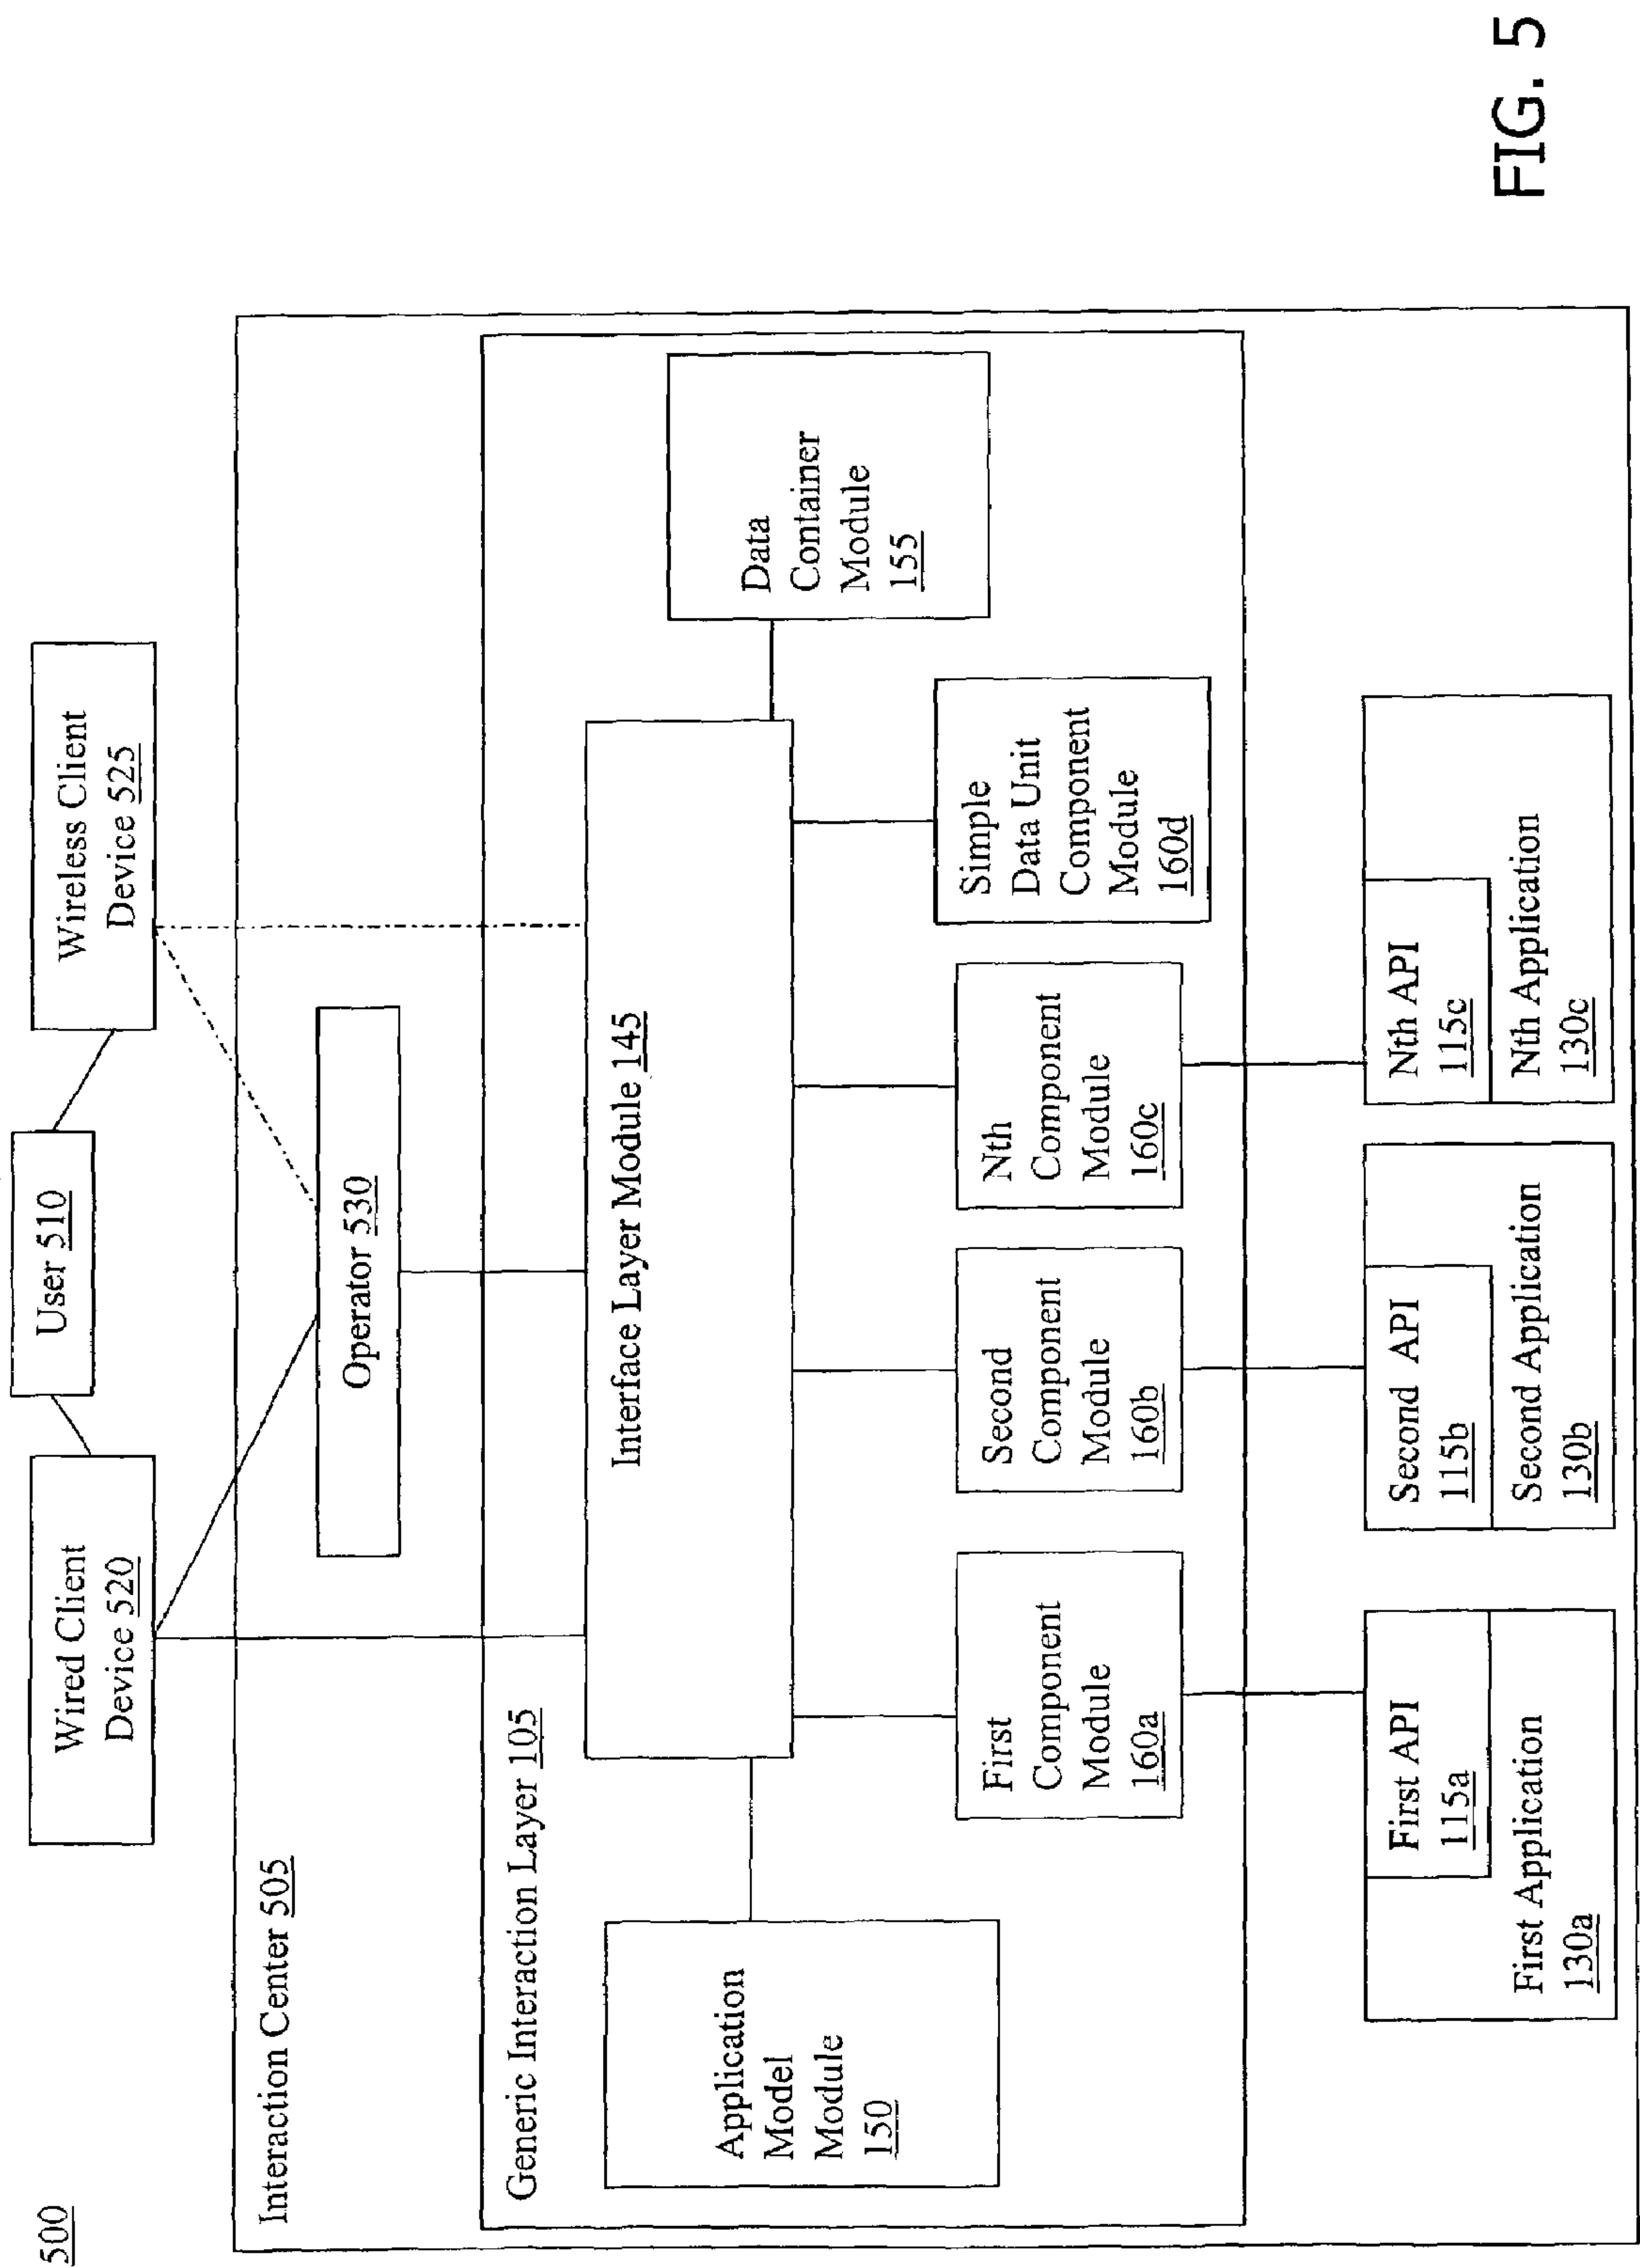 500
User 510
Wired Client
Device 520
Wireless Client
Device 525
Interaction Center 505
Operator 530
Generic Interaction Layer 105
Interface Layer Module 145
Application
Model
Module
150
Data
Container
Module
155
First
Component
Module
160a
Second
Component
Module
160b
Nth
Component
Module
160c
Simple
Data Unit
Component
Module
160d
First API
115a
First Application
130a
Second API
115b
Second Application
130b
Nth API
115c
Nth Application
130c
FIG. 5